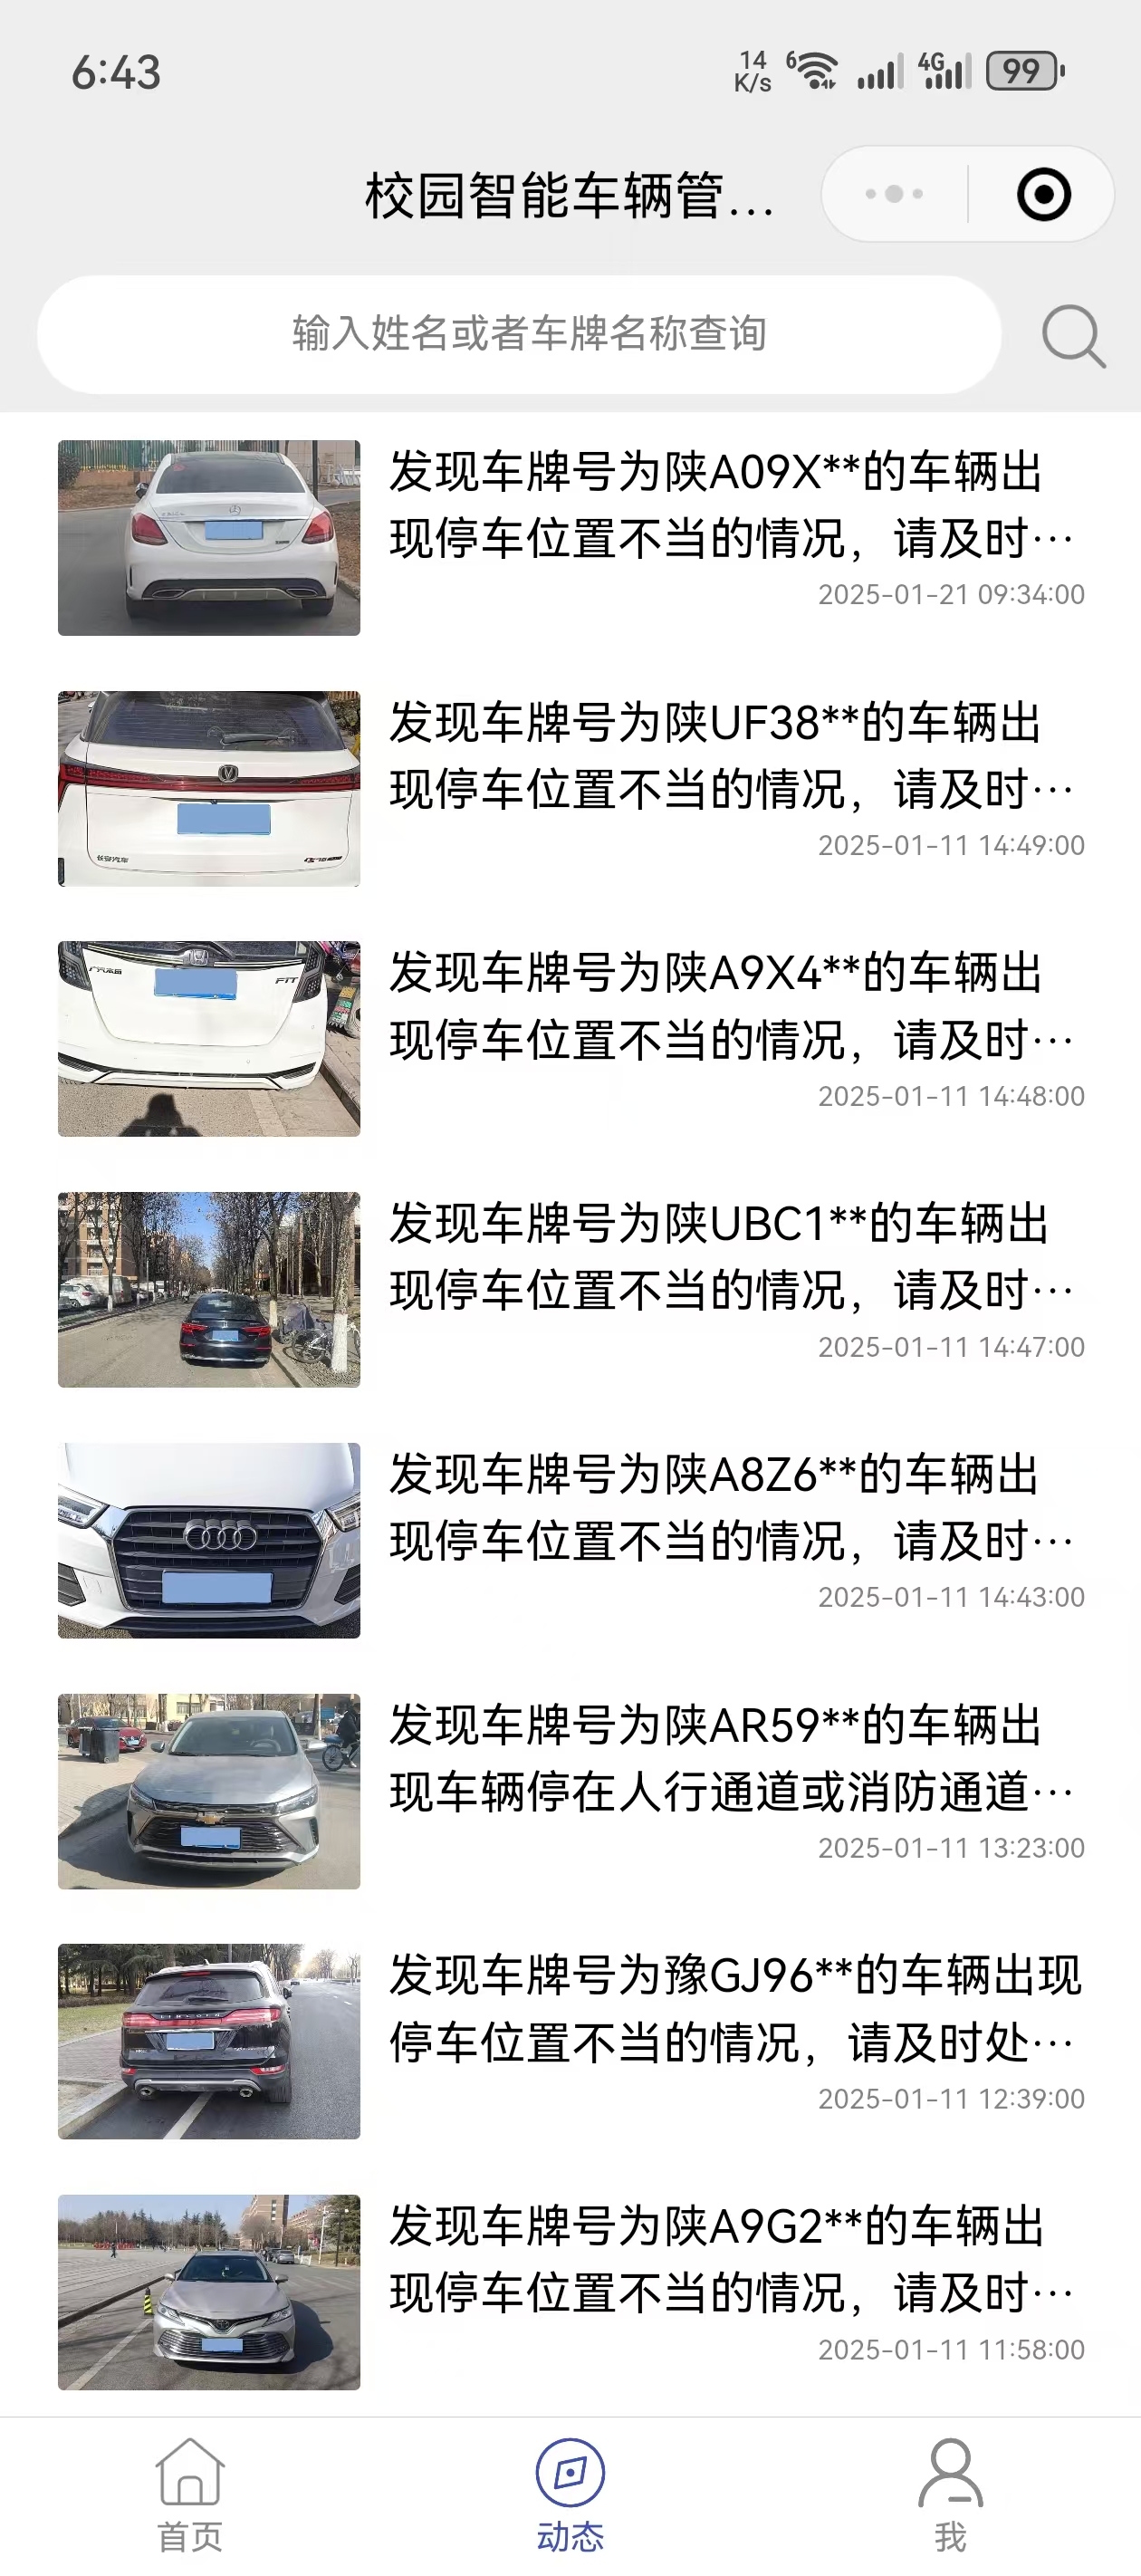 6:43
14
K/s
6
4G
99
校园智能车辆管...
输入姓名或者车牌名称查询
发现车牌号为陕A09X**的车辆出
现停车位置不当的情况，请及时…
2025-01-21 09:34:00
发现车牌号为陕UF38**的车辆出
现停车位置不当的情况，请及时…
2025-01-11 14:49:00
长安汽车
发现车牌号为陕A9X4**的车辆出
现停车位置不当的情况，请及时…
2025-01-11 14:48:00
广汽本田
FIT
发现车牌号为陕UBC1**的车辆出
现停车位置不当的情况，请及时…
2025-01-11 14:47:00
发现车牌号为陕A8Z6**的车辆出
现停车位置不当的情况，请及时…
2025-01-11 14:43:00
发现车牌号为陕AR59**的车辆出
现车辆停在人行通道或消防通道…
2025-01-11 13:23:00
发现车牌号为豫GJ96**的车辆出现
停车位置不当的情况，请及时处…
2025-01-11 12:39:00
LINCOLN
发现车牌号为陕A9G2**的车辆出
现停车位置不当的情况，请及时…
2025-01-11 11:58:00
首页
动态
我